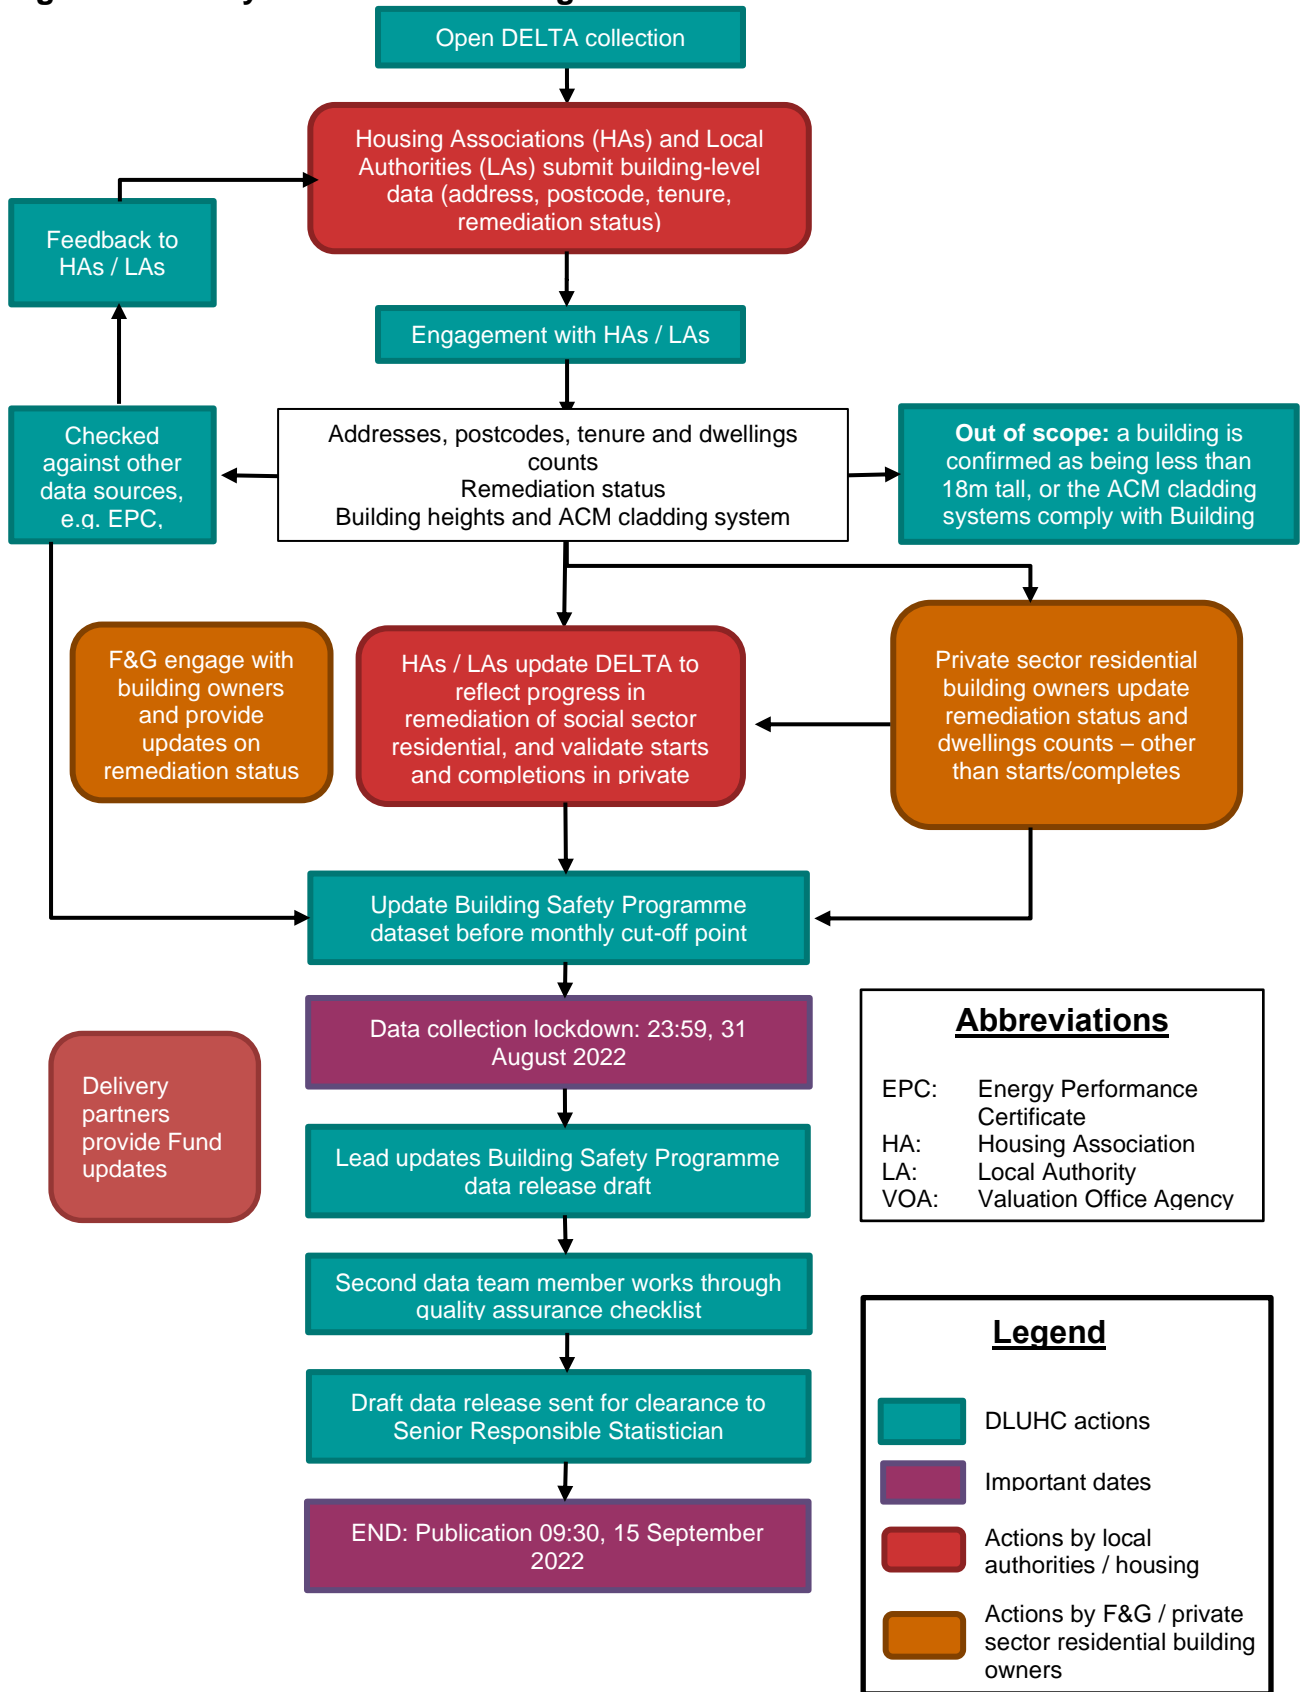 Open DELTA collection
Housing Associations (HAs) and Local
Authorities (LAs) submit building-level
data (address, postcode, tenure,
remediation status)
Feedback to
HAs / LAs
Engagement with HAs / LAs
Checked
against other
data sources,
e.g. EPC,
Addresses, postcodes, tenure and dwellings
counts
Remediation status
Building heights and ACM cladding system
Out of scope: a building is
confirmed as being less than
18m tall, or the ACM cladding
systems comply with Building
F&G engage with
building owners
and provide
updates on
remediation status
HAs / LAs update DELTA to
reflect progress in
remediation of social sector
residential, and validate starts
and completions in private
Private sector residential
building owners update
remediation status and
dwellings counts – other
than starts/completes
Update Building Safety Programme
dataset before monthly cut-off point
Data collection lockdown: 23:59, 31
August 2022
Delivery
partners
provide Fund
updates
Lead updates Building Safety Programme
data release draft
Second data team member works through
quality assurance checklist
Draft data release sent for clearance to
Senior Responsible Statistician
END: Publication 09:30, 15 September
2022
Abbreviations
EPC: Energy Performance
Certificate
HA: Housing Association
LA: Local Authority
VOA: Valuation Office Agency
Legend
DLUHC actions
Important dates
Actions by local
authorities / housing
Actions by F&G / private
sector residential building
owners